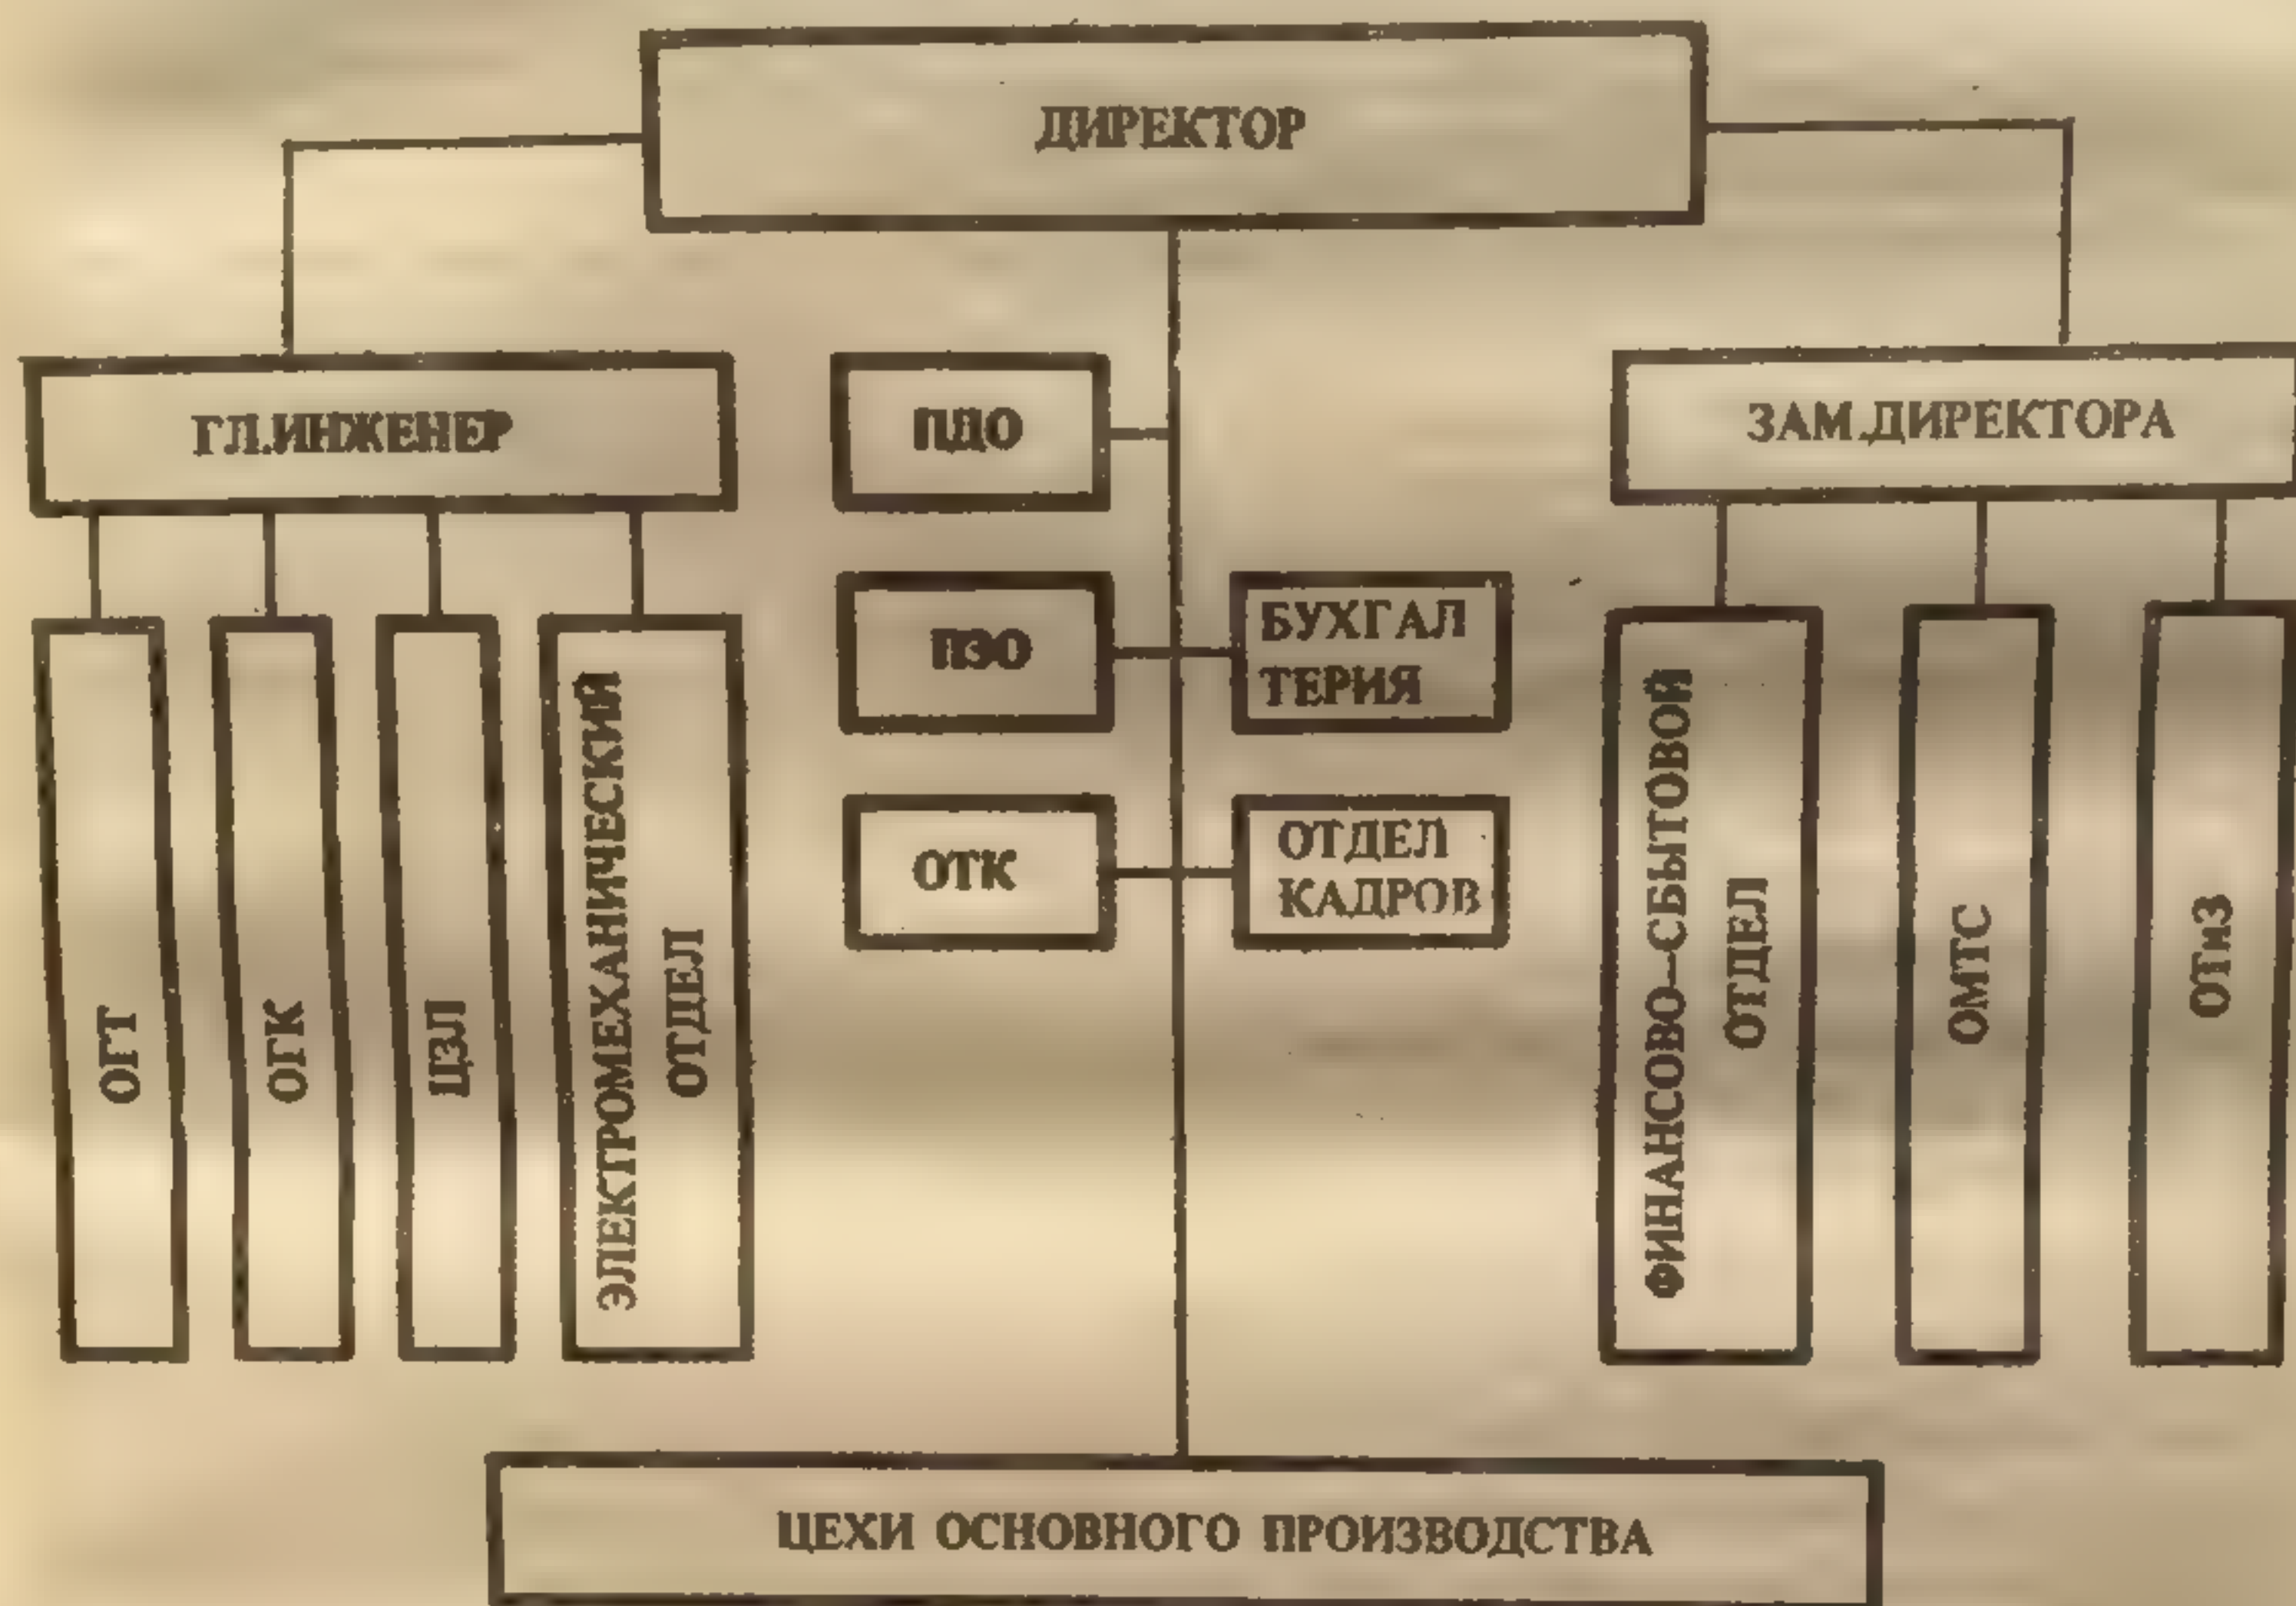 ДИРЕКТОР
ГЛ.ИНЖЕНЕР
ПДО
ЗАМ.ДИРЕКТОРА
ПЭО
БУХГАЛ
ТЕРИЯ
ОТК
ОТДЕЛ
КАДРОВ
ОГТ
ОГК
ЦЗЛ
ЭЛЕКТРОМЕХАНИЧЕСКИЙ
ОТДЕЛ
ФИНАНСОВО–СБЫТОВОЙ
ОТДЕЛ
ОМТС
ОТиЗ
ЦЕХИ ОСНОВНОГО ПРОИЗВОДСТВА